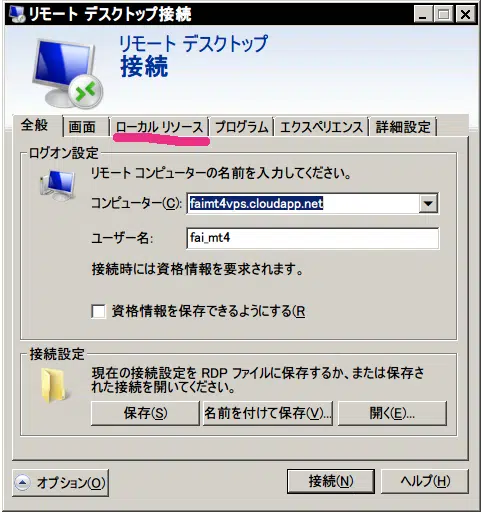 リモート デスクトップ接続
リモート デスクトップ
接続
全般 画面 ローカル リソース プログラム エクスペリエンス 詳細設定
ログオン設定
リモート コンピューターの名前を入力してください。
コンピューター(C): faimt4vps.cloudapp.net
ユーザー名: fai_mt4
接続時には資格情報を要求されます。
資格情報を保存できるようにする(R
接続設定
現在の接続設定を RDP ファイルに保存するか、または保存さ
れた接続を開いてください。
保存(S) 名前を付けて保存(V)... 開く(E)...
オプション(O) 接続(N) ヘルプ(H)